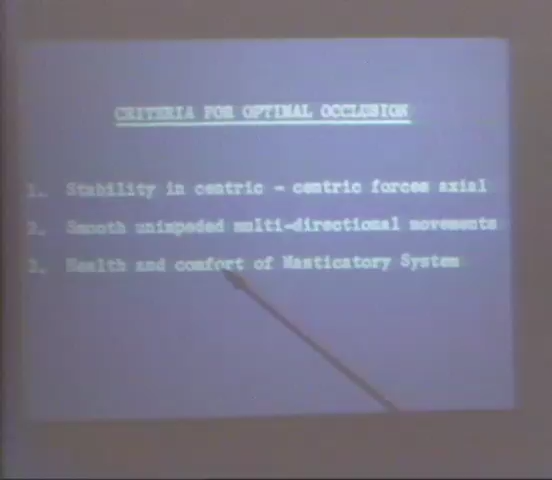 CRITERIA FOR OPTIMAL OCCLUSION
1. Stability in centric - centric forces axial
2. Smooth unimpeded multi-directional movements
3. Health and comfort of Masticatory System